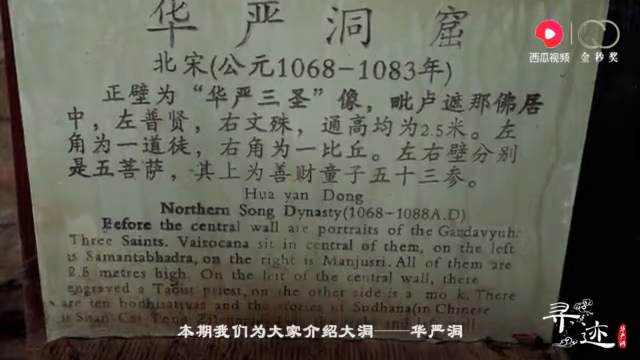 华严洞窟
西瓜视频 金秒奖
北宋(公元1068-1083年)
正壁为“华严三圣”像，毗卢遮那佛居
中，左普贤，右文殊，通高均为2.5米。左
角为一道徒，右角为一比丘。左右壁分别
是五菩萨，其上为善财童子五十三参。
Hua yan Dong
Northern Song Dynasty(1068-1088A.D)
Before the central wall are portraits of the Gandavyuh:
Three Saints. Vairocana sit in central of them, on the left
is Samantabhadra, on the right is Manjusri. All of them are
2.5 metres high. On the left of the central wall, there
engraved a Taoist priest, on the other side is a mo k. There
are ten bodhisattvas and the stories of Sudhana(in Chinese
is Shan Cai Tong
本期我们为大家介绍大洞——华严洞
寻迹